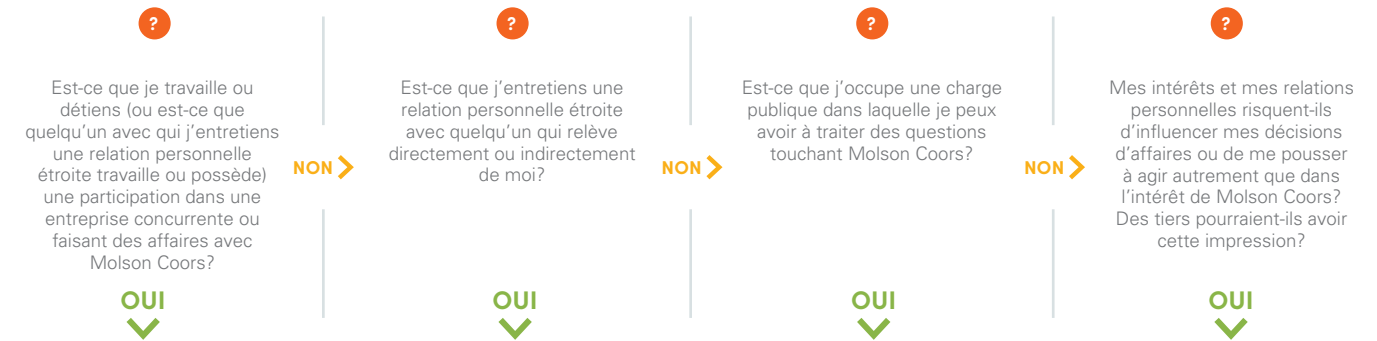 ?
Est-ce que je travaille ou
détiens (ou est-ce que
quelqu’un avec qui j’entretiens
une relation personnelle
étroite travaille ou possède)
une participation dans une
entreprise concurrente ou
faisant des affaires avec
Molson Coors?
OUI
NON
?
Est-ce que j’entretiens une
relation personnelle étroite
avec quelqu’un qui relève
directement ou indirectement
de moi?
OUI
NON
?
Est-ce que j’occupe une charge
publique dans laquelle je peux
avoir à traiter des questions
touchant Molson Coors?
OUI
NON
?
Mes intérêts et mes relations
personnelles risquent-ils
d’influencer mes décisions
d’affaires ou de me pousser
à agir autrement que dans
l’intérêt de Molson Coors?
Des tiers pourraient-ils avoir
cette impression?
OUI